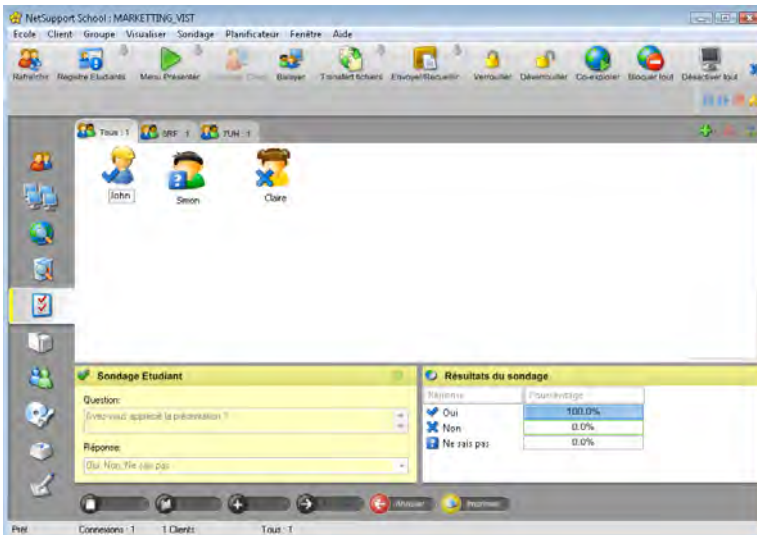 NetSupport School : MARKETTING_VIST
Ecole Client Groupe Visualiser Sondage Planificateur Fenêtre Aide
Rafraîchir Registre Etudiants Menu Présenter Balayer Transfert fichiers Envoyer/Recueillir Verrouiller Déverrouiller Co-explorer Bloquer tout Désactiver tout
Tous : 1 SRF : 1 7UH : 1
John Simon Claire
Sondage Etudiant
Question:
Avez-vous apprécié la présentation ?
Réponse:
Oui, Non, Ne sais pas
Résultats du sondage
Réponse Pourcentage
Oui 100.0%
Non 0.0%
Ne sais pas 0.0%
Annuler Imprimer
Prêt Connexions : 1 1 Clients Tous : 1